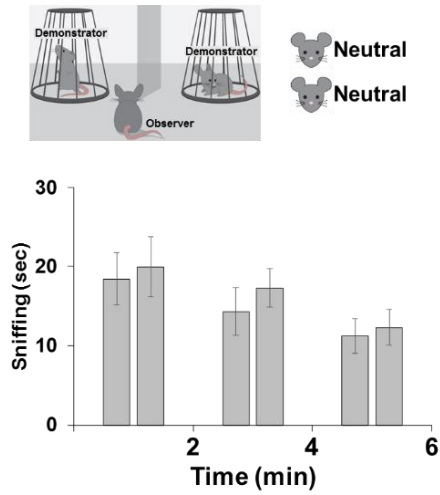 Demonstrator
Demonstrator
Observer
Neutral
Neutral
30
20
10
0
Sniffing (sec)
2
4
6
Time (min)